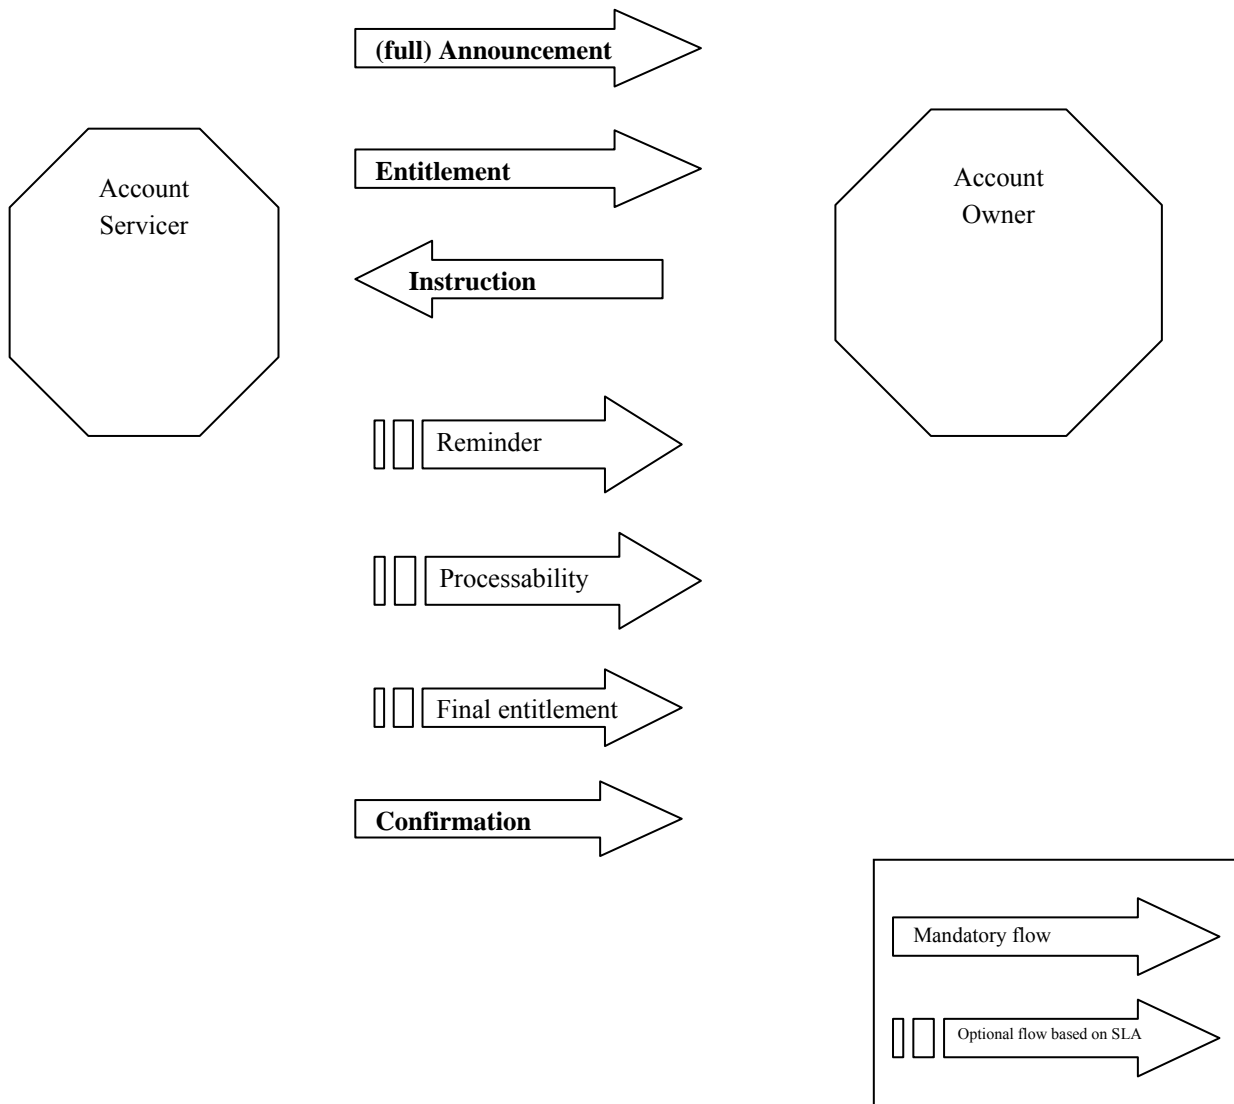 (full) Announcement
Account
Servicer
Entitlement
Account
Owner
Instruction
Reminder
Processability
Final entitlement
Confirmation
Mandatory flow
Optional flow based on SLA